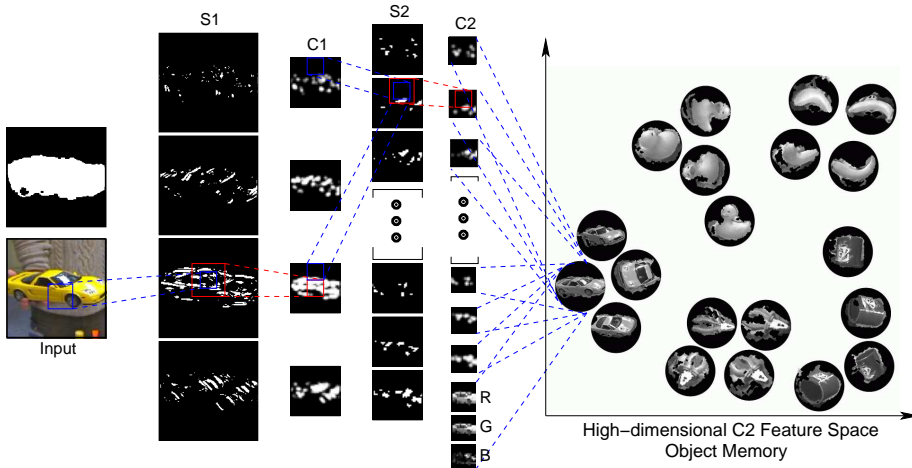 S1
C1
S2
C2
Input
R
G
B
High−dimensional C2 Feature Space
Object Memory